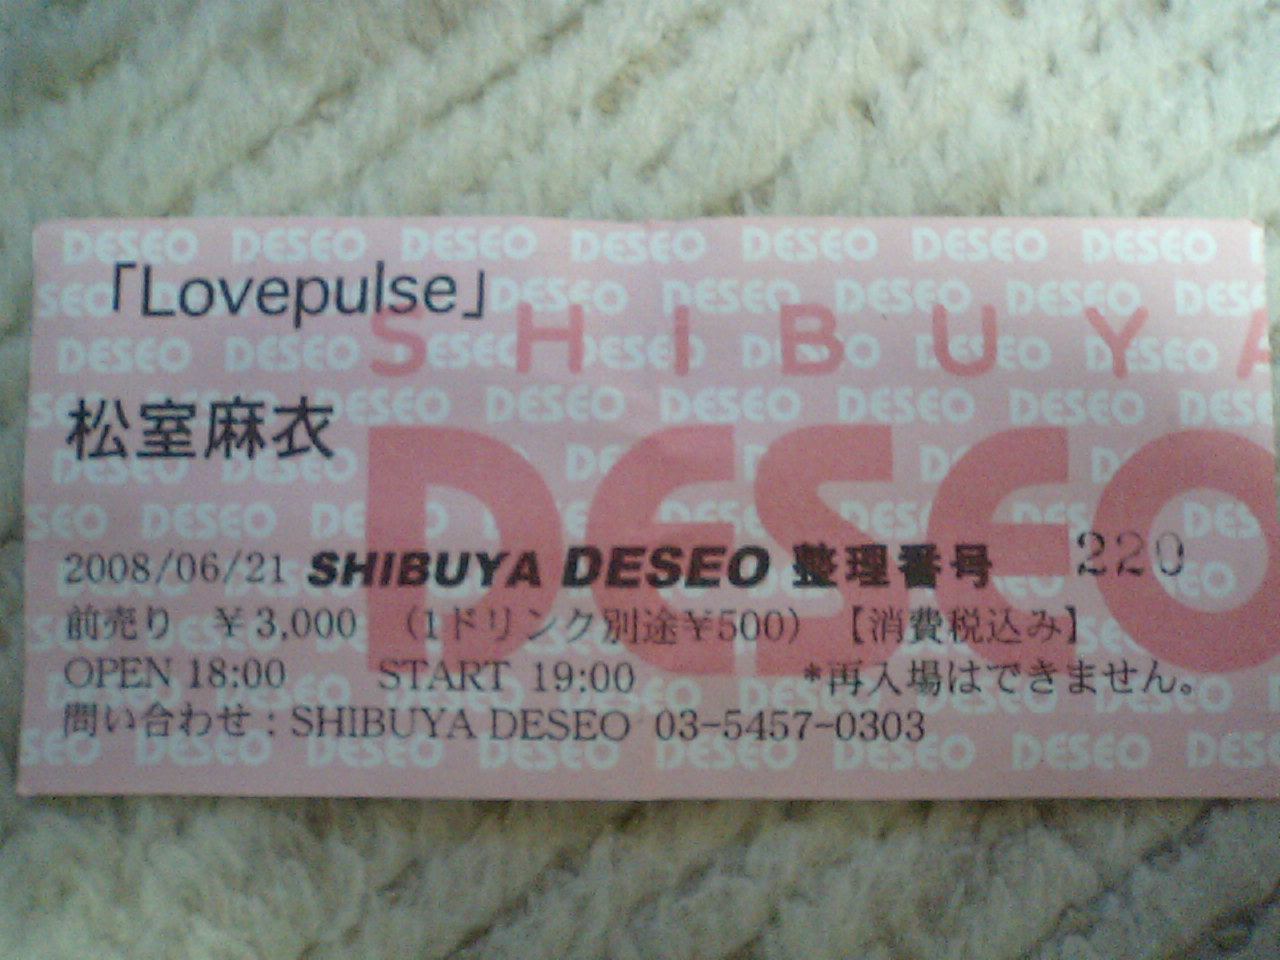 「Lovepulse」
SHIBUYA
松室麻衣
DESEO
2008/06/21 SHIBUYA DESEO 整理番号 220
前売り ¥3,000 (1ドリンク別途¥500) 【消費税込み】
OPEN 18:00 START 19:00 *再入場はできません。
問い合わせ:SHIBUYA DESEO 03-5457-0303